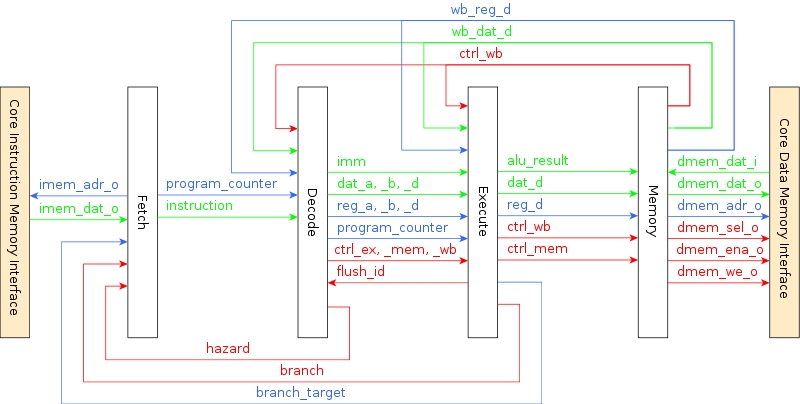 wb_reg_d
wb_dat_d
ctrl_wb
Core Instruction Memory Interface
imem_adr_o
imem_dat_o
Fetch
program_counter
instruction
Decode
imm
dat_a, _b, _d
reg_a, _b, _d
program_counter
ctrl_ex, _mem, _wb
flush_id
Execute
alu_result
dat_d
reg_d
ctrl_wb
ctrl_mem
Memory
dmem_dat_i
dmem_dat_o
dmem_adr_o
dmem_sel_o
dmem_ena_o
dmem_we_o
Core Data Memory Interface
hazard
branch
branch_target